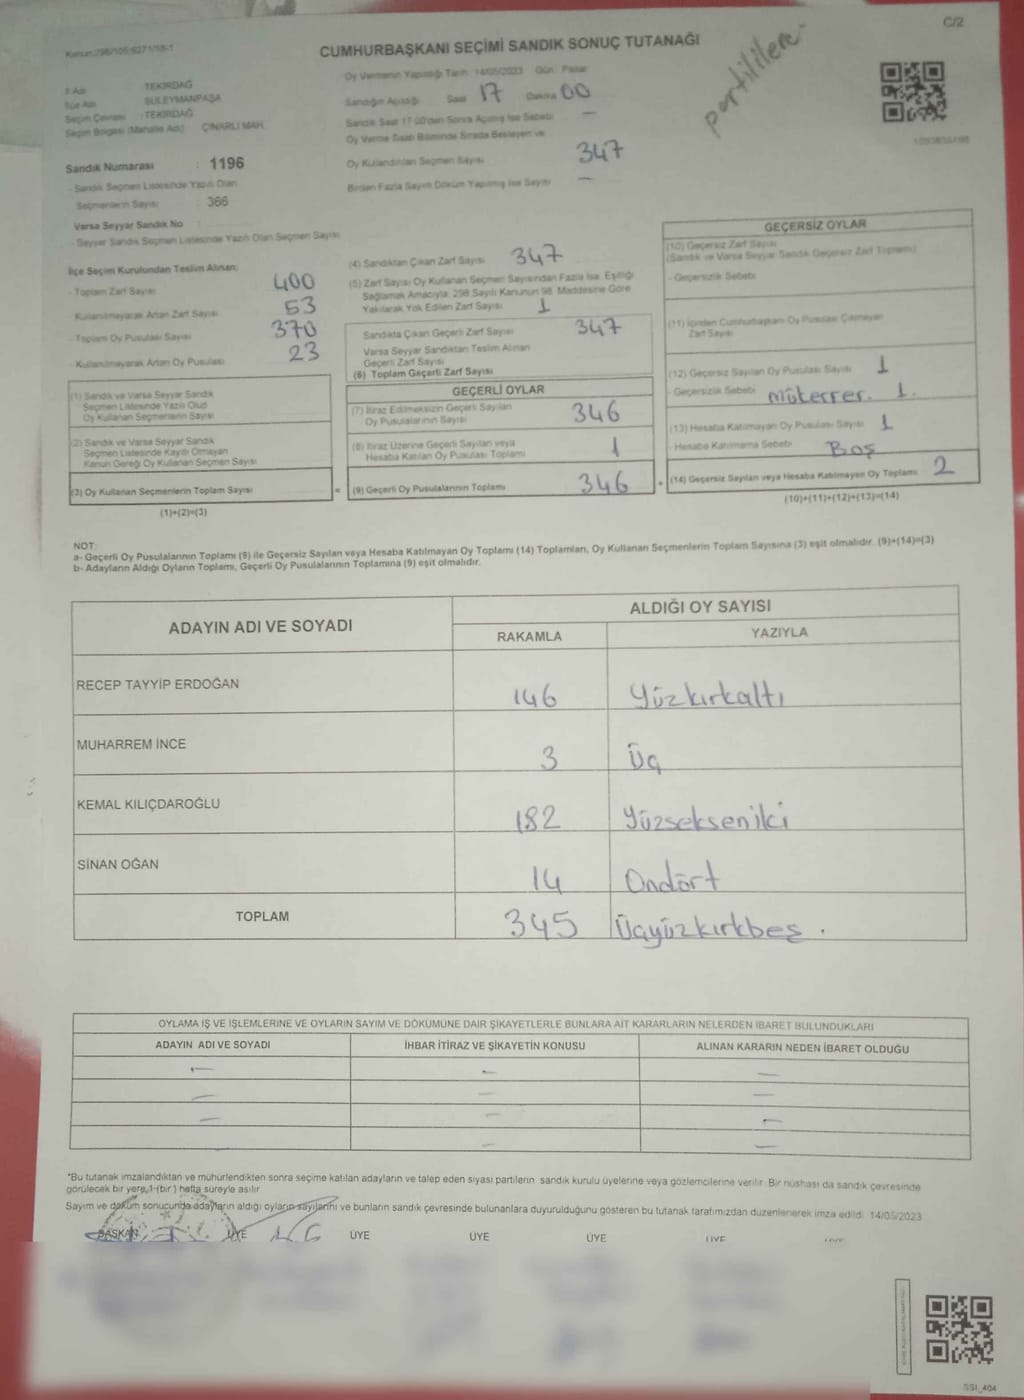 C/2
CUMHURBAŞKANI SEÇİMİ SANDIK SONUÇ TUTANAĞI
partililere
Oy Vermenin Yapıldığı Tarih: 14/05/2023 Gün: Pazar
İl Adı TEKİRDAĞ
İlçe Adı SÜLEYMANPAŞA
Seçim Çevresi : TEKİRDAĞ
Seçim Bölgesi (Mahalle Adı) ÇINARLI MAH.
Sandığın Açıldığı Saat 17 Dakika 00
Sandık Saat 17:00'den Sonra Açılmış İse Sebebi —
Oy Verme Saati Bitiminde Sırada Bekleyen ve
Oy Kullandırılan Seçmen Sayısı 347
Birden Fazla Sayım Döküm Yapılmış İse Sayısı —
Sandık Numarası : 1196
- Sandık Seçmen Listesinde Yazılı Olan
Seçmenlerin Sayısı : 366
Varsa Seyyar Sandık No :
- Seyyar Sandık Seçmen Listesinde Yazılı Olan Seçmen Sayısı
İlçe Seçim Kurulundan Teslim Alınan;
- Toplam Zarf Sayısı 400
Kullanılmayarak Artan Zarf Sayısı 53
- Toplam Oy Pusulası Sayısı 370
- Kullanılmayarak Artan Oy Pusulası 23
(1) Sandık ve Varsa Seyyar Sandık
Seçmen Listesinde Yazılı Olup
Oy Kullanan Seçmenlerin Sayısı
(2) Sandık ve Varsa Seyyar Sandık
Seçmen Listesinde Kayıtlı Olmayan
Kanun Gereği Oy Kullanan Seçmen Sayısı
(3) Oy Kullanan Seçmenlerin Toplam Sayısı =
(1)+(2)=(3)
(4) Sandıktan Çıkan Zarf Sayısı 347
(5) Zarf Sayısı Oy Kullanan Seçmen Sayısından Fazla İse, Eşitliği
Sağlamak Amacıyla, 298 Sayılı Kanunun 98. Maddesine Göre
Yakılarak Yok Edilen Zarf Sayısı 1
Sandıkta Çıkan Geçerli Zarf Sayısı 347
Varsa Seyyar Sandıktan Teslim Alınan
Geçerli Zarf Sayısı
(6) Toplam Geçerli Zarf Sayısı
GEÇERLİ OYLAR
(7) İtiraz Edilmeksizin Geçerli Sayılan
Oy Pusulalarının Sayısı 346
(8) İtiraz Üzerine Geçerli Sayılan veya
Hesaba Katılan Oy Pusulası Toplamı 1
(9) Geçerli Oy Pusulalarının Toplamı 346 +
GEÇERSİZ OYLAR
(10) Geçersiz Zarf Sayısı
(Sandık ve Varsa Seyyar Sandık Geçersiz Zarf Toplamı)
- Geçersizlik Sebebi
(11) İçinden Cumhurbaşkanı Oy Pusulası Çıkmayan
Zarf Sayısı
(12) Geçersiz Sayılan Oy Pusulası Sayısı 1
- Geçersizlik Sebebi mükerrer. 1.
(13) Hesaba Katılmayan Oy Pusulası Sayısı 1
- Hesaba Katılmama Sebebi Boş
(14) Geçersiz Sayılan veya Hesaba Katılmayan Oy Toplamı 2
(10)+(11)+(12)+(13)=(14)
NOT:
a- Geçerli Oy Pusulalarının Toplamı (9) ile Geçersiz Sayılan veya Hesaba Katılmayan Oy Toplamı (14) Toplamları, Oy Kullanan Seçmenlerin Toplam Sayısına (3) eşit olmalıdır. (9)+(14)=(3)
b- Adayların Aldığı Oyların Toplamı, Geçerli Oy Pusulalarının Toplamına (9) eşit olmalıdır.
ADAYIN ADI VE SOYADI
ALDIĞI OY SAYISI
RAKAMLA YAZIYLA
RECEP TAYYİP ERDOĞAN 146 Yüzkırkaltı
MUHARREM İNCE 3 Üç
KEMAL KILIÇDAROĞLU 182 Yüzsekseniki
SİNAN OĞAN 14 Ondört
TOPLAM 345 Üçyüzkırkbeş.
OYLAMA İŞ VE İŞLEMLERİNE VE OYLARIN SAYIM VE DÖKÜMÜNE DAİR ŞİKAYETLERLE BUNLARA AİT KARARLARIN NELERDEN İBARET BULUNDUKLARI
ADAYIN ADI VE SOYADI İHBAR İTİRAZ VE ŞİKAYETİN KONUSU ALINAN KARARIN NEDEN İBARET OLDUĞU
— — —
— — —
— — —
— —
*Bu tutanak imzalandıktan ve mühürlendikten sonra seçime katılan adayların ve talep eden siyasi partilerin sandık kurulu üyelerine veya gözlemcilerine verilir. Bir nüshası da sandık çevresinde
görülecek bir yere 1 (bir) hafta süreyle asılır.
Sayım ve döküm sonucunda adayların aldığı oyların sayılarını ve bunların sandık çevresinde bulunanlara duyurulduğunu gösteren bu tutanak tarafımızdan düzenlenerek imza edildi. 14/05/2023
BAŞKAN ÜYE ÜYE ÜYE ÜYE ÜYE ÜYE
SSI_404